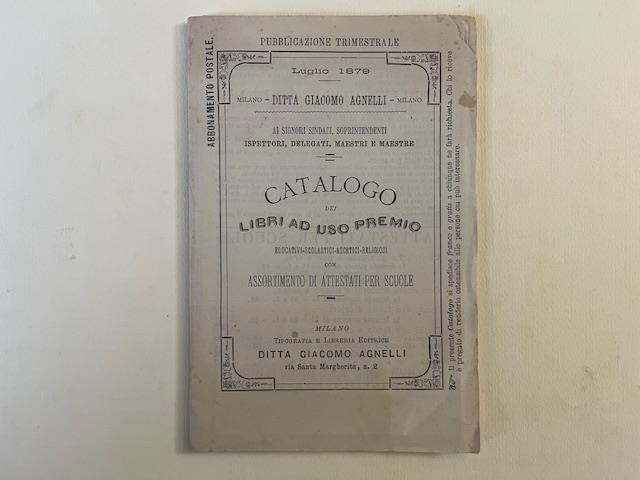 PUBBLICAZIONE TRIMESTRALE
ABBONAMENTO POSTALE.
Luglio 1879
MILANO - DITTA GIACOMO AGNELLI - MILANO
AI SIGNORI SINDACI, SOPRINTENDENTI
ISPETTORI, DELEGATI, MAESTRI E MAESTRE
CATALOGO
DEI
LIBRI AD USO PREMIO
EDUCATIVI-SCOLASTICI-ASCETICI-RELIGIOSI
CON
ASSORTIMENTO DI ATTESTATI PER SCUOLE
MILANO
TIPOGRAFIA E LIBRERIA EDITRICE
DITTA GIACOMO AGNELLI
via Santa Margherita, n. 2
Il presente Catalogo si spedisce franco e gratis a chiunque ne farà richiesta. Chi lo riceve
è pregato di renderlo ostensibile alle persone cui può interessare.